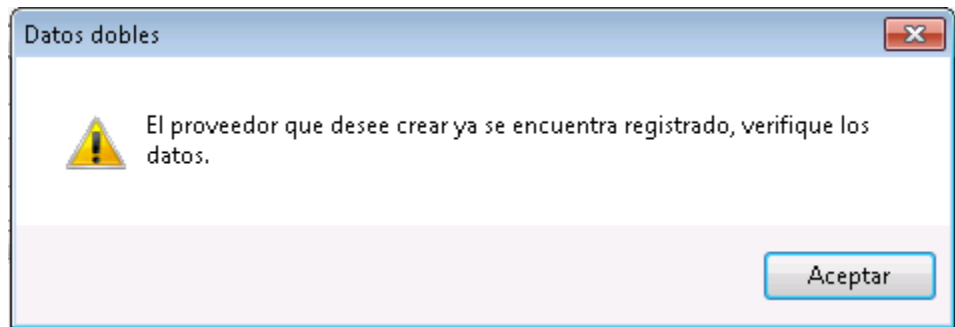 Datos dobles
El proveedor que desee crear ya se encuentra registrado, verifique los
datos.
Aceptar